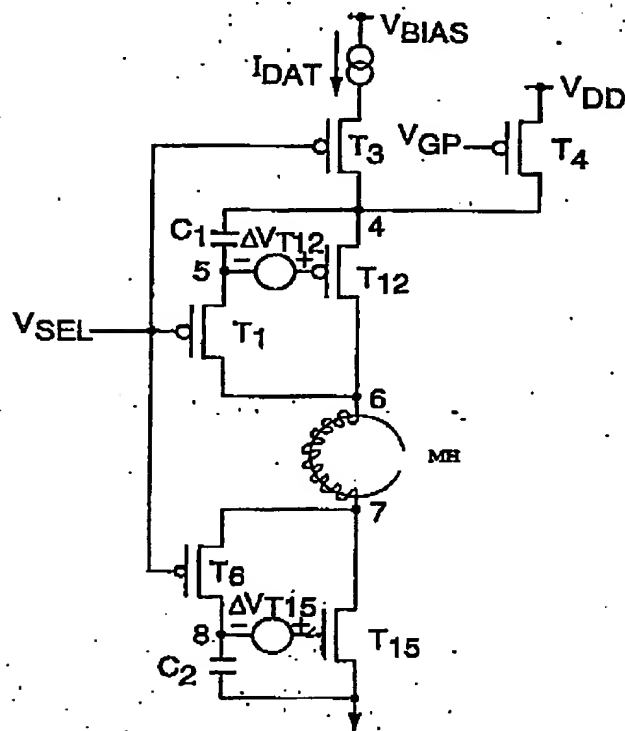 VBIAS
IDAT
VDD
T3
VGP
T4
4
C1
ΔVT12
5
- +
T12
VSEL
T1
6
MH
7
T6
ΔVT15
8
- +
T15
C2